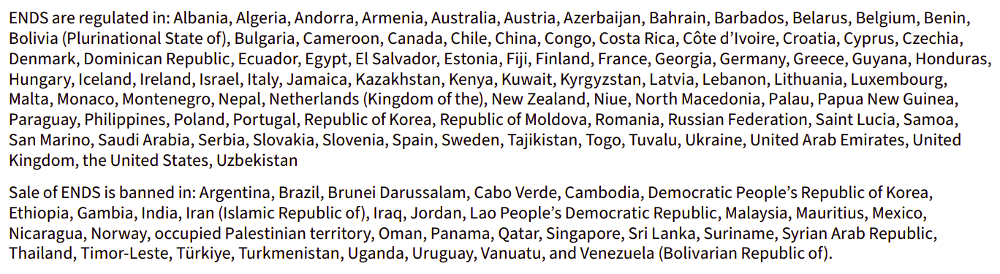 ENDS are regulated in: Albania, Algeria, Andorra, Armenia, Australia, Austria, Azerbaijan, Bahrain, Barbados, Belarus, Belgium, Benin,
Bolivia (Plurinational State of), Bulgaria, Cameroon, Canada, Chile, China, Congo, Costa Rica, Côte d’Ivoire, Croatia, Cyprus, Czechia,
Denmark, Dominican Republic, Ecuador, Egypt, El Salvador, Estonia, Fiji, Finland, France, Georgia, Germany, Greece, Guyana, Honduras,
Hungary, Iceland, Ireland, Israel, Italy, Jamaica, Kazakhstan, Kenya, Kuwait, Kyrgyzstan, Latvia, Lebanon, Lithuania, Luxembourg,
Malta, Monaco, Montenegro, Nepal, Netherlands (Kingdom of the), New Zealand, Niue, North Macedonia, Palau, Papua New Guinea,
Paraguay, Philippines, Poland, Portugal, Republic of Korea, Republic of Moldova, Romania, Russian Federation, Saint Lucia, Samoa,
San Marino, Saudi Arabia, Serbia, Slovakia, Slovenia, Spain, Sweden, Tajikistan, Togo, Tuvalu, Ukraine, United Arab Emirates, United
Kingdom, the United States, Uzbekistan
Sale of ENDS is banned in: Argentina, Brazil, Brunei Darussalam, Cabo Verde, Cambodia, Democratic People’s Republic of Korea,
Ethiopia, Gambia, India, Iran (Islamic Republic of), Iraq, Jordan, Lao People’s Democratic Republic, Malaysia, Mauritius, Mexico,
Nicaragua, Norway, occupied Palestinian territory, Oman, Panama, Qatar, Singapore, Sri Lanka, Suriname, Syrian Arab Republic,
Thailand, Timor-Leste, Türkiye, Turkmenistan, Uganda, Uruguay, Vanuatu, and Venezuela (Bolivarian Republic of).